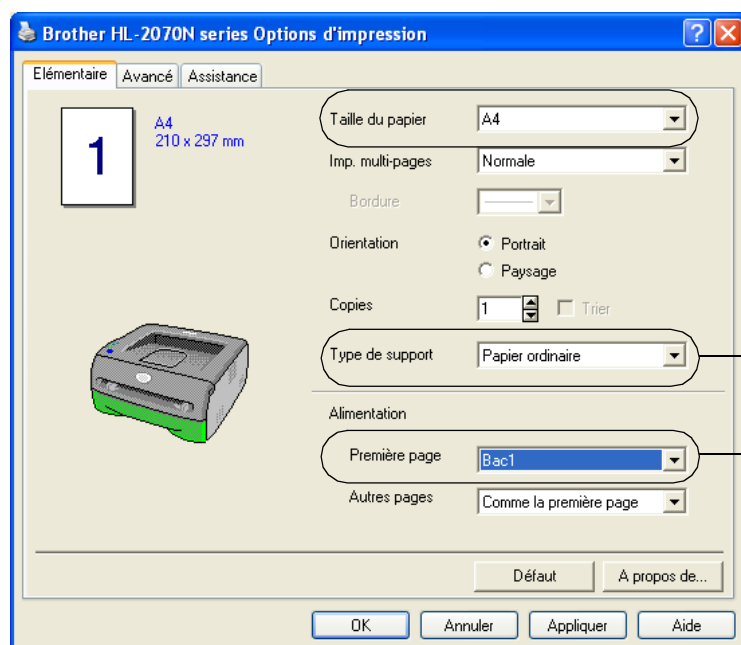 Brother HL-2070N series Options d'impression
Elémentaire Avancé Assistance
1
A4
210 x 297 mm
Taille du papier A4
Imp. multi-pages Normale
Bordure
Orientation Portrait
Paysage
Copies 1 Trier
Type de support Papier ordinaire
Alimentation
Première page Bac1
Autres pages Comme la première page
Défaut A propos de...
OK Annuler Appliquer Aide